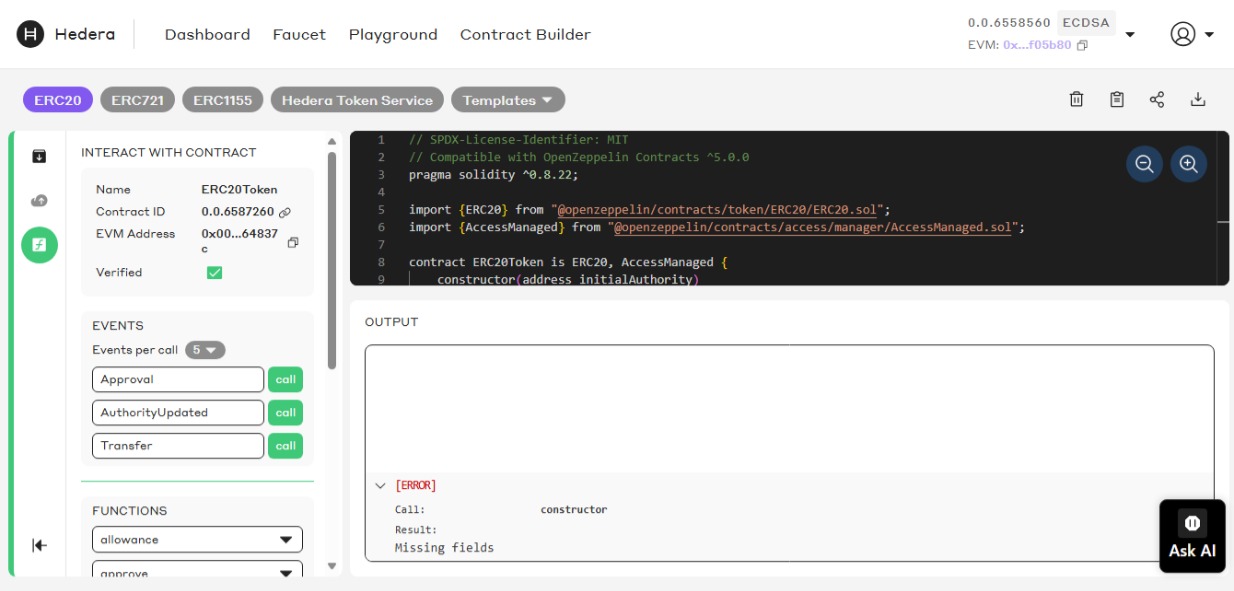 Hedera
Dashboard Faucet Playground Contract Builder
0.0.6558560 ECDSA
EVM: 0x...f05b80
ERC20 ERC721 ERC1155 Hedera Token Service Templates
INTERACT WITH CONTRACT
Name ERC20Token
Contract ID 0.0.6587260
EVM Address 0x00...64837
c
Verified
EVENTS
Events per call 5
Approval call
AuthorityUpdated call
Transfer call
FUNCTIONS
allowance
approve
1 // SPDX-License-Identifier: MIT
2 // Compatible with OpenZeppelin Contracts ^5.0.0
3 pragma solidity ^0.8.22;
4
5 import {ERC20} from "@openzeppelin/contracts/token/ERC20/ERC20.sol";
6 import {AccessManaged} from "@openzeppelin/contracts/access/manager/AccessManaged.sol";
7
8 contract ERC20Token is ERC20, AccessManaged {
9 constructor(address initialAuthority)
OUTPUT
[ERROR]
Call: constructor
Result:
Missing fields
Ask AI